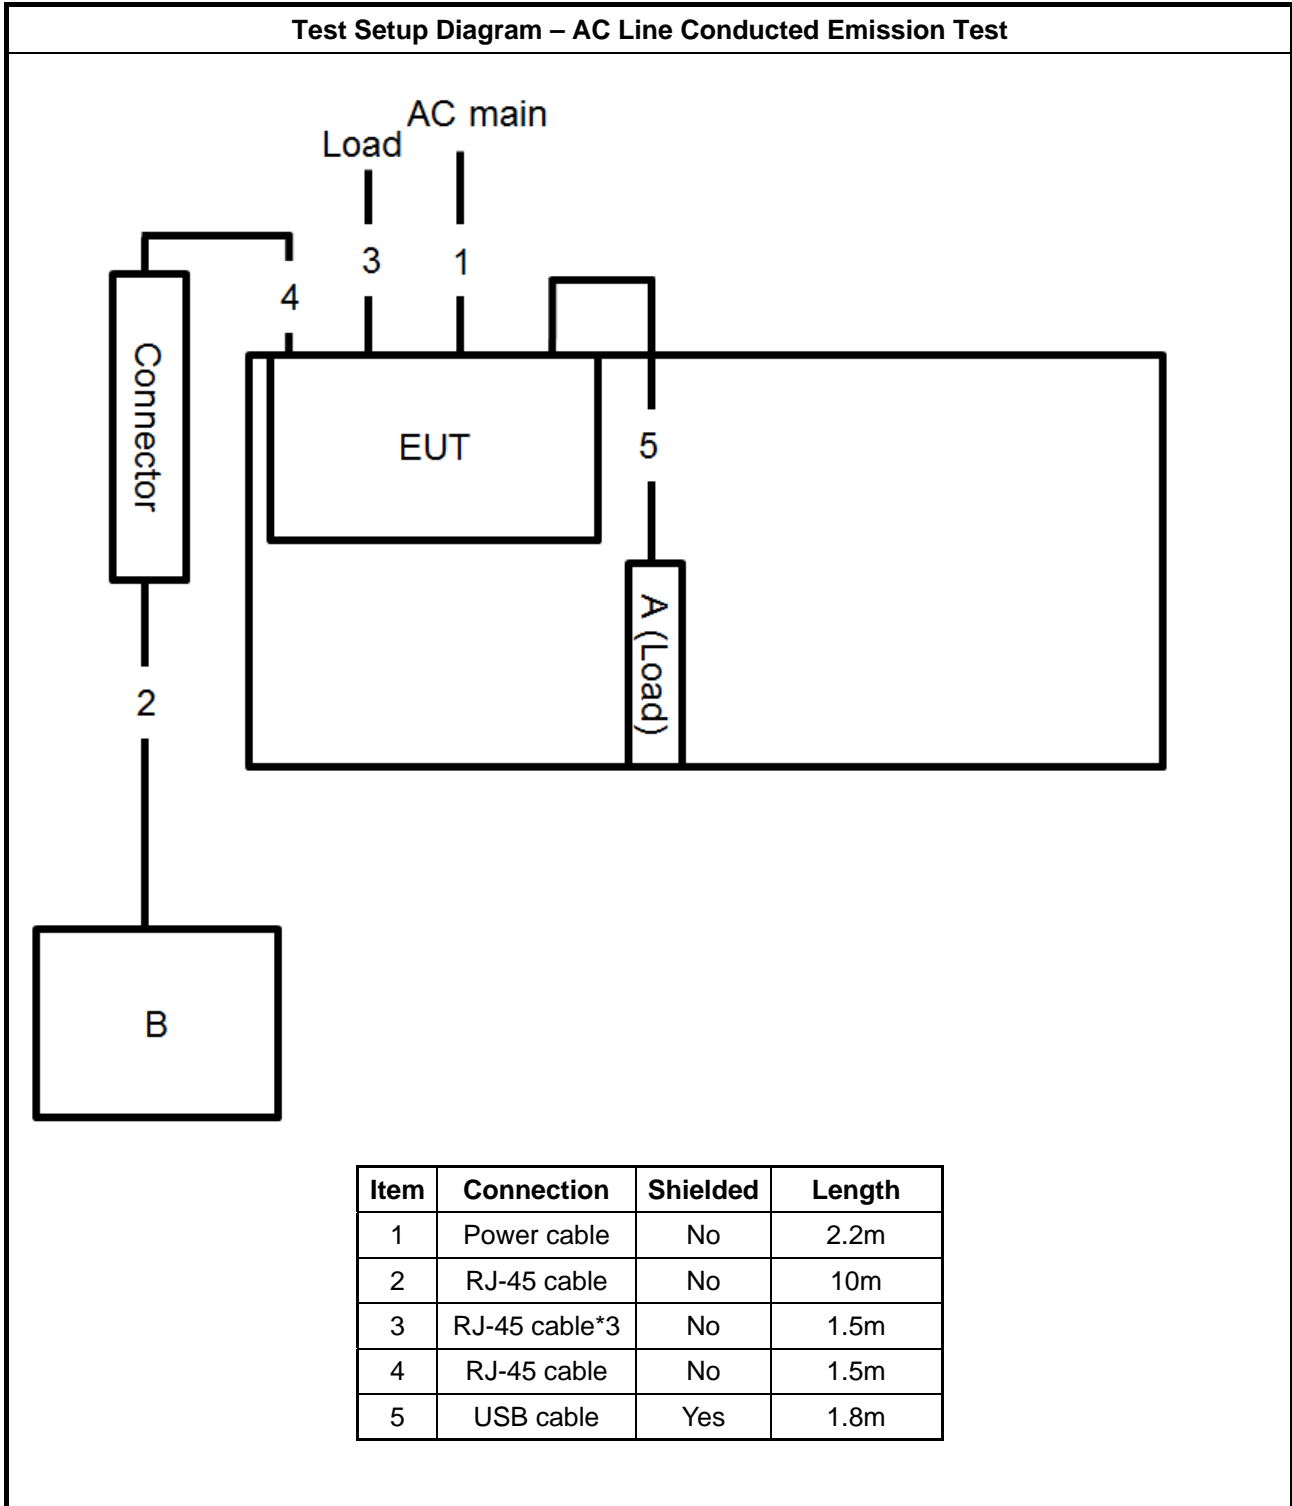 Test Setup Diagram – AC Line Conducted Emission Test
AC main
Load
3
1
4
Connector
EUT
5
A (Load)
2
B
Item Connection Shielded Length
1 Power cable No 2.2m
2 RJ-45 cable No 10m
3 RJ-45 cable*3 No 1.5m
4 RJ-45 cable No 1.5m
5 USB cable Yes 1.8m